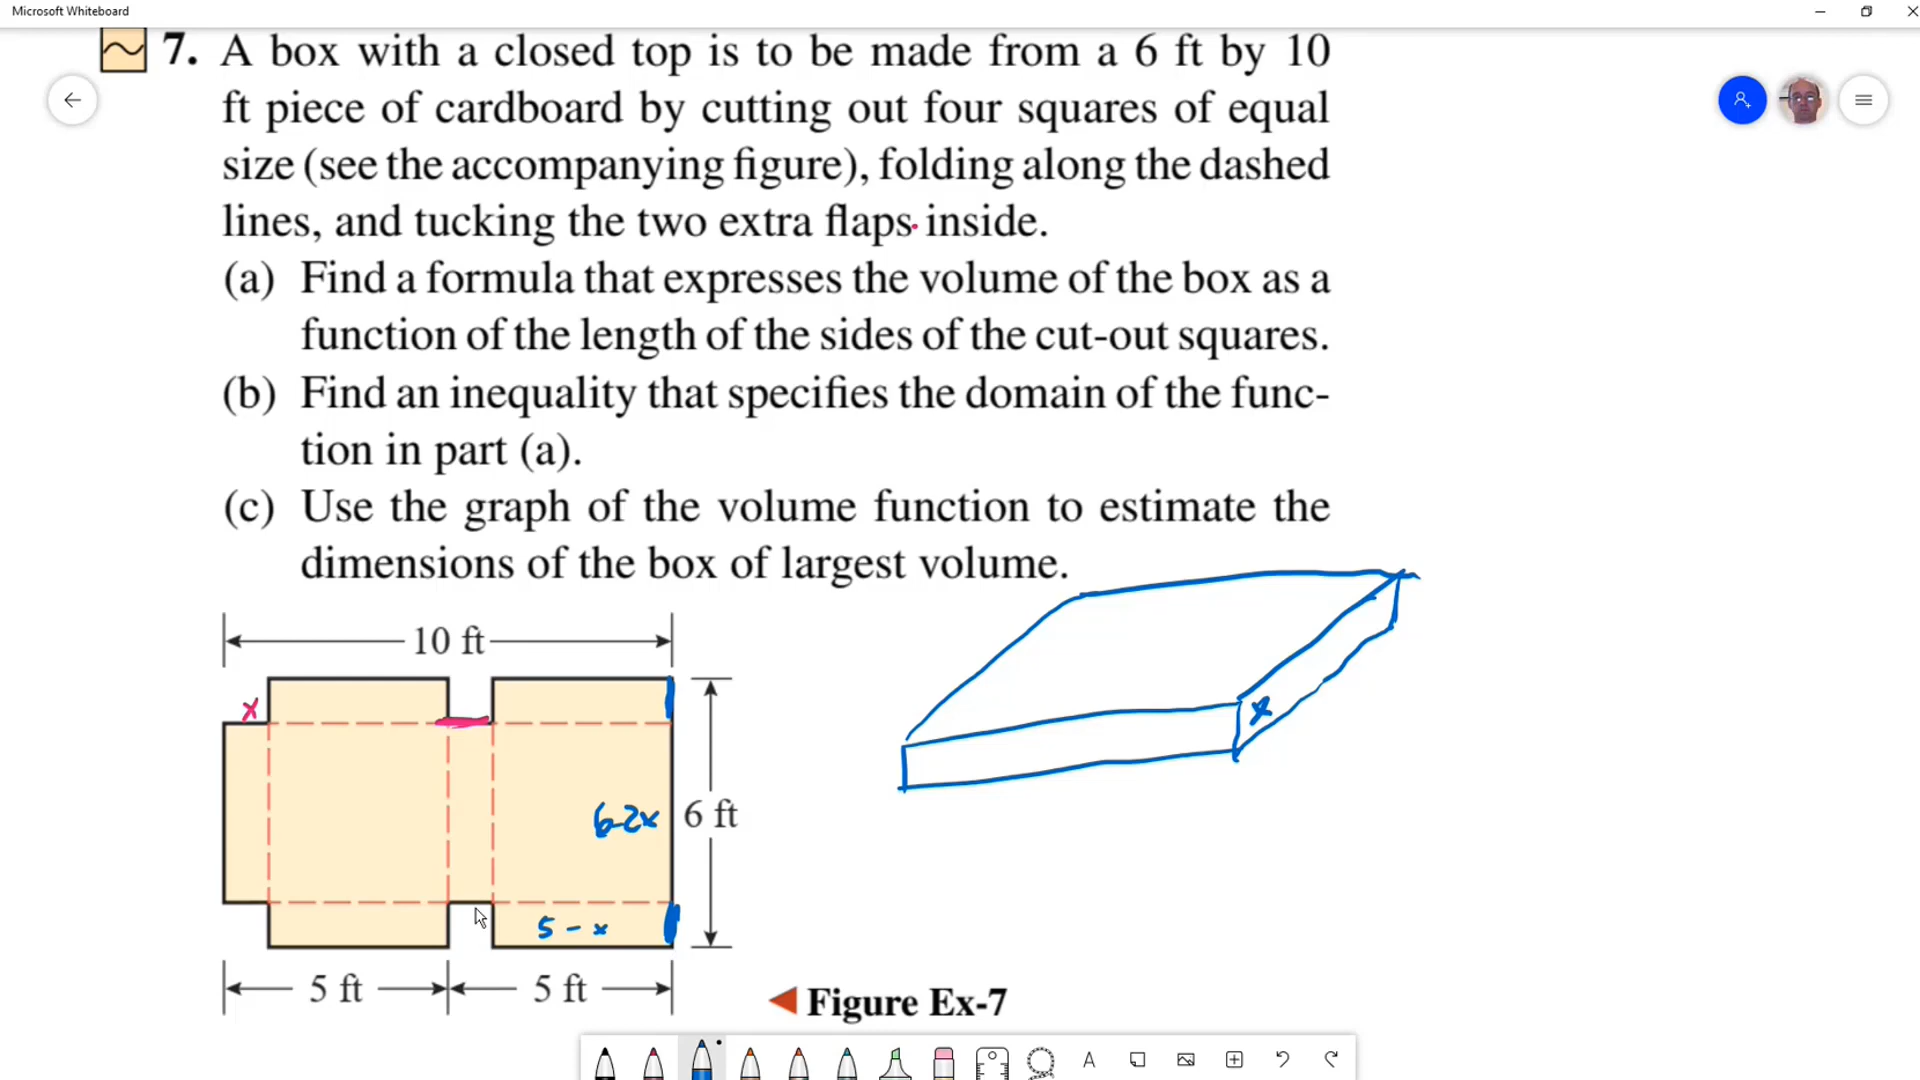 Microsoft Whiteboard
7. A box with a closed top is to be made from a 6 ft by 10
ft piece of cardboard by cutting out four squares of equal
size (see the accompanying figure), folding along the dashed
lines, and tucking the two extra flaps inside.
(a) Find a formula that expresses the volume of the box as a
function of the length of the sides of the cut-out squares.
(b) Find an inequality that specifies the domain of the func-
tion in part (a).
(c) Use the graph of the volume function to estimate the
dimensions of the box of largest volume.
10 ft
x
x
6-2x
6 ft
5 - x
5 ft
5 ft
Figure Ex-7
A